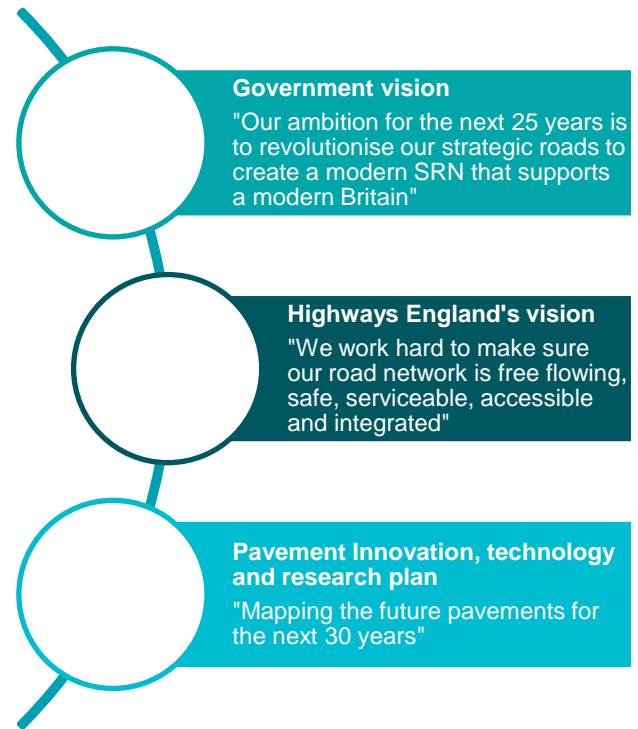 Government vision
"Our ambition for the next 25 years is
to revolutionise our strategic roads to
create a modern SRN that supports
a modern Britain"
Highways England's vision
"We work hard to make sure
our road network is free flowing,
safe, serviceable, accessible
and integrated"
Pavement Innovation, technology
and research plan
"Mapping the future pavements for
the next 30 years"